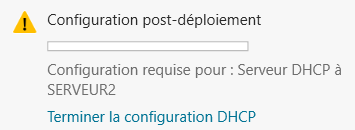 Configuration post-déploiement
Configuration requise pour : Serveur DHCP à
SERVEUR2
Terminer la configuration DHCP